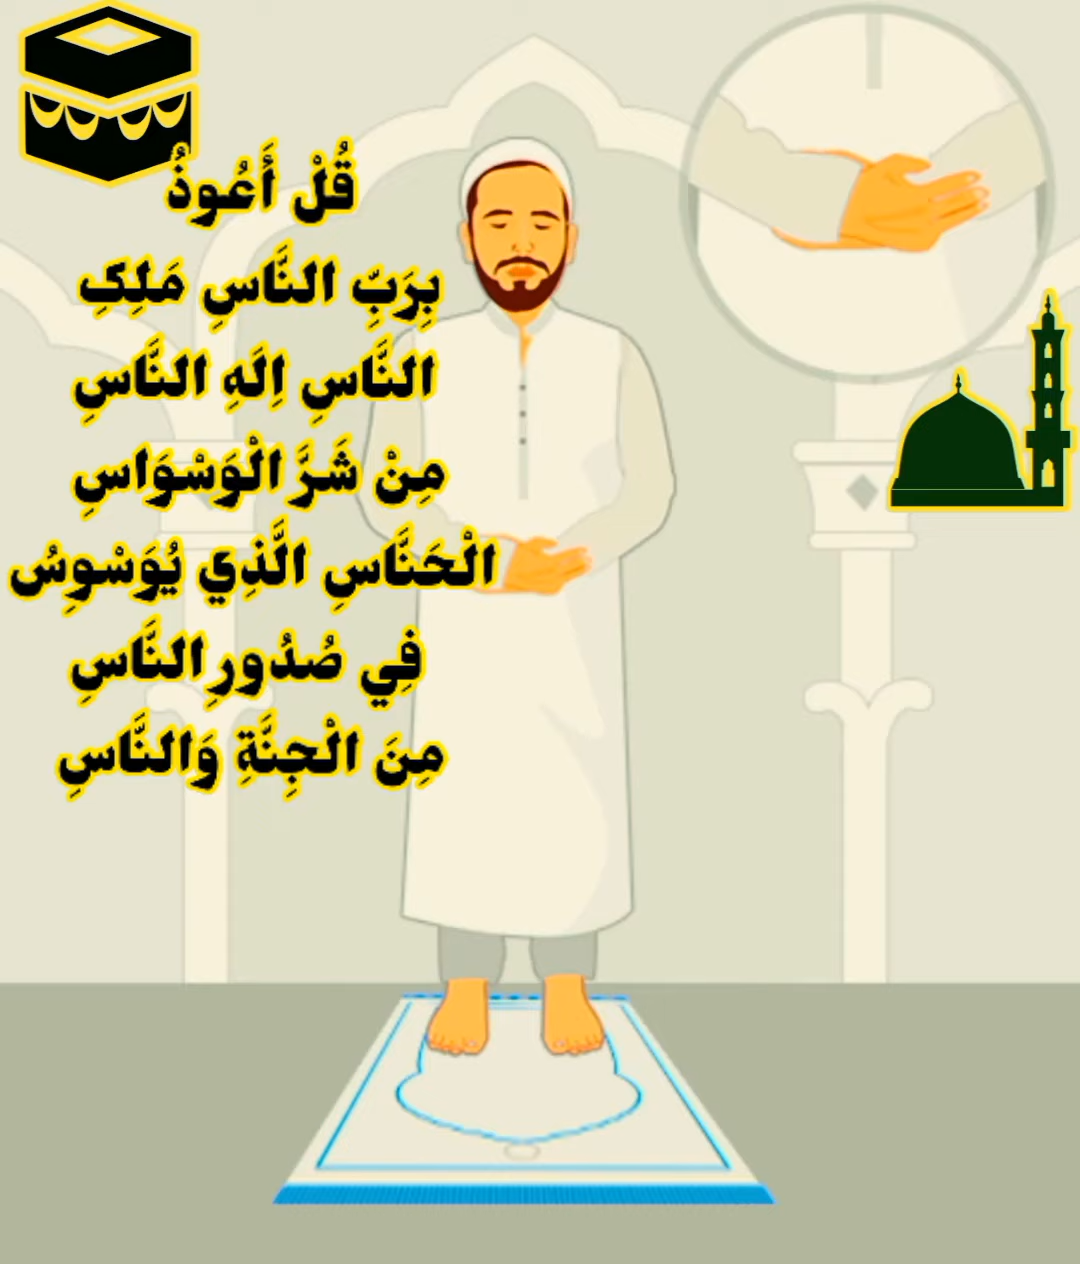 قُلْ أَعُوذُ
بِرَبِّ النَّاسِ مَلِكِ
النَّاسِ اِلَهِ النَّاسِ
مِنْ شَرَّ الْوَسْوَاسِ
الْحَنَّاسِ الَّذِي يُوَسْوِسُ
فِي صُدُورِ النَّاسِ
مِنَ الْجِنَّةِ وَالنَّاسِ